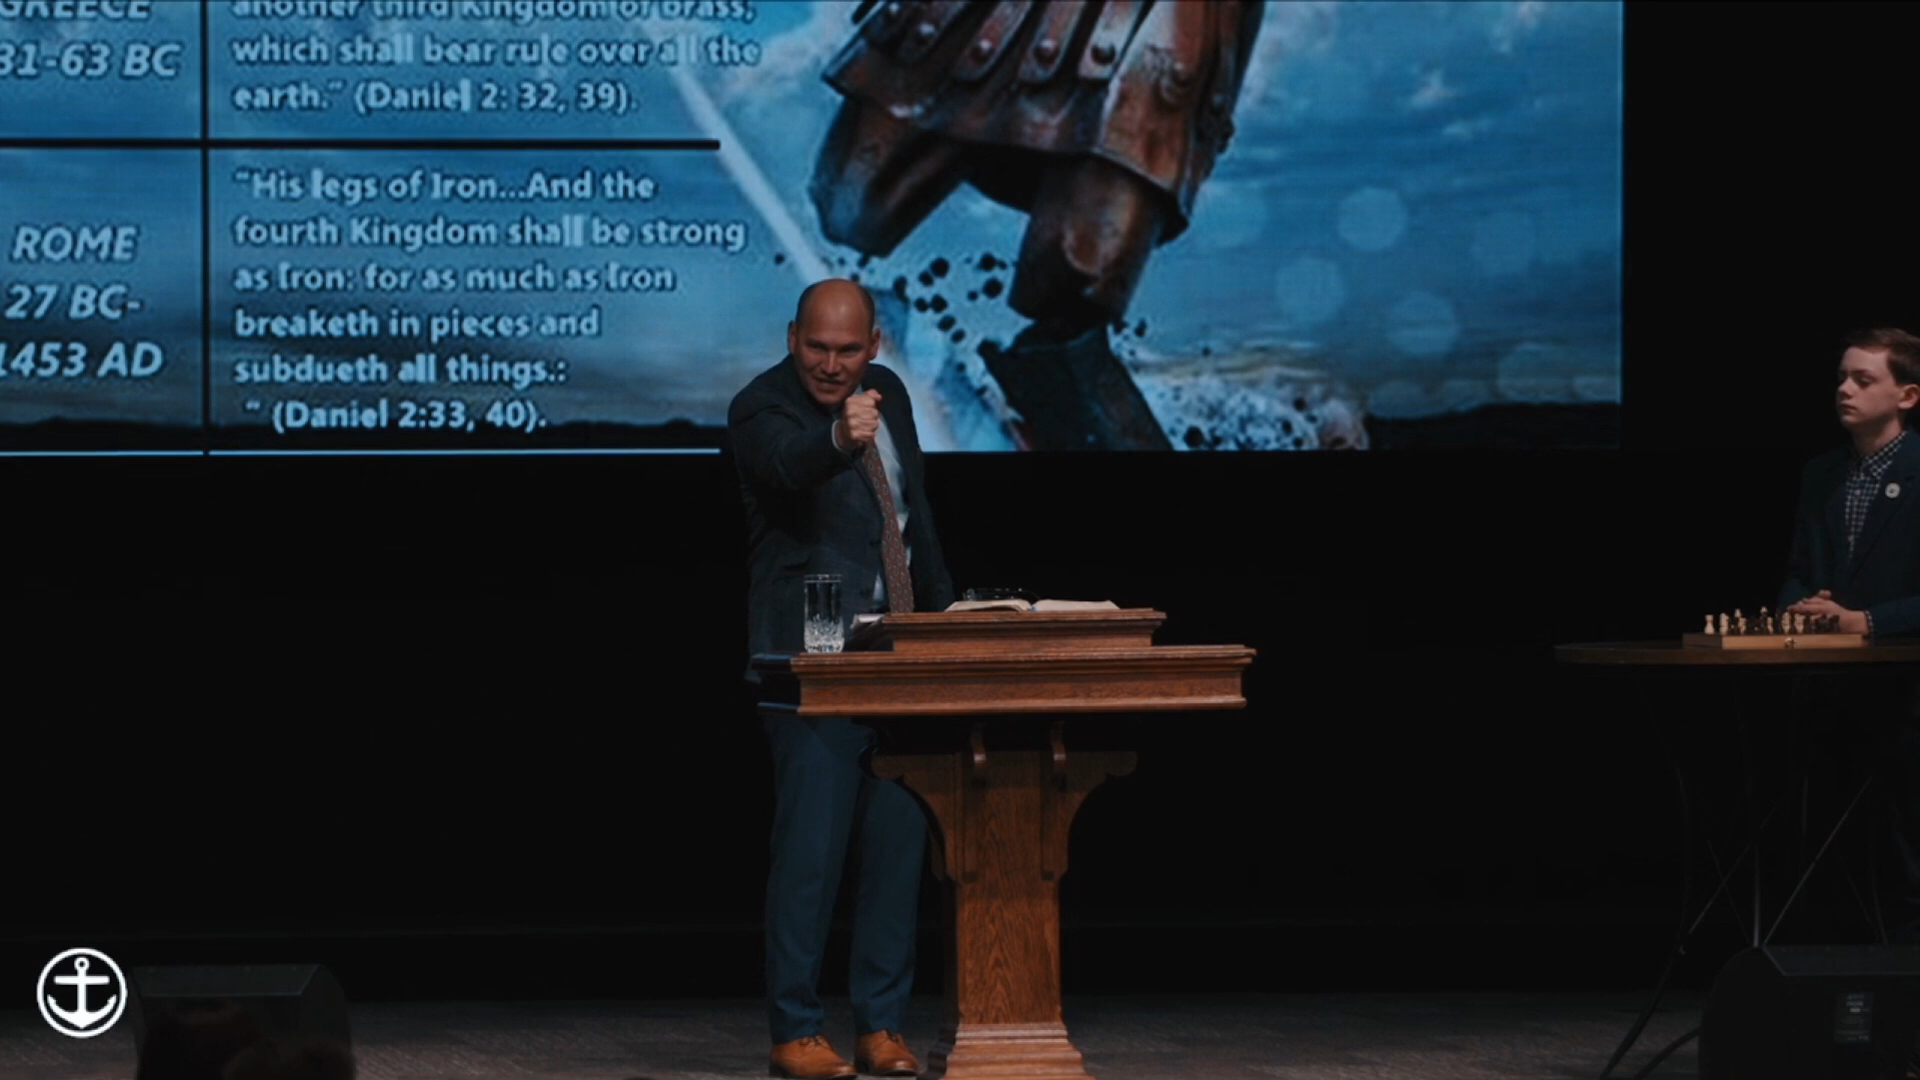 GREECE
31-63 BC
another third Kingdom of brass,
which shall bear rule over all the
earth." (Daniel 2: 32, 39).
ROME
27 BC-
1453 AD
"His legs of Iron...And the
fourth Kingdom shall be strong
as Iron: for as much as Iron
breaketh in pieces and
subdueth all things.:
" (Daniel 2:33, 40).